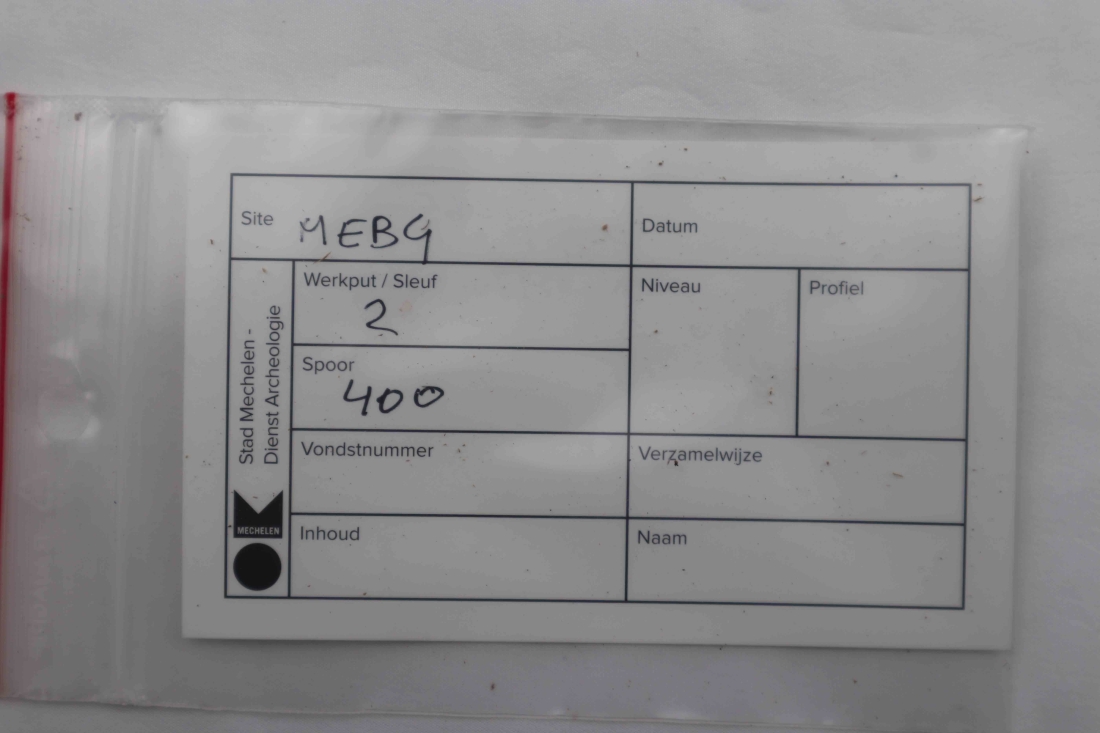 Site MEBG
Datum
Werkput / Sleuf
2
Niveau
Profiel
Spoor
400
Vondstnummer
Verzamelwijze
Inhoud
Naam
Stad Mechelen -
Dienst Archeologie
MECHELEN